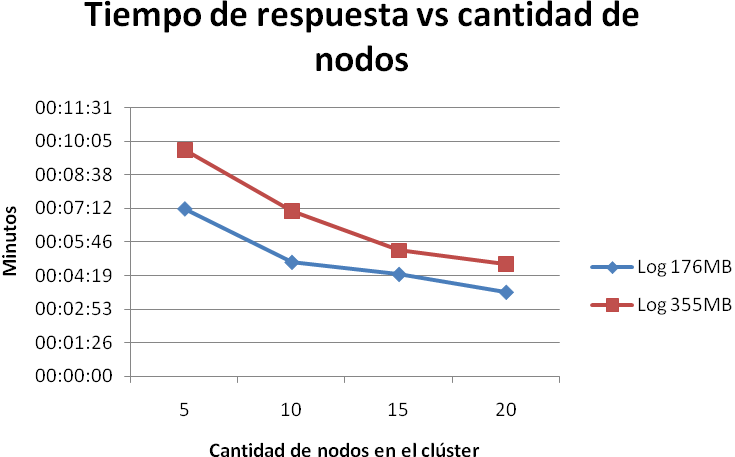 Tiempo de respuesta vs cantidad de
nodos
00:11:31
00:10:05
00:08:38
00:07:12
00:05:46
00:04:19
00:02:53
00:01:26
00:00:00
Minutos
5 10 15 20
Cantidad de nodos en el clúster
Log 176MB
Log 355MB